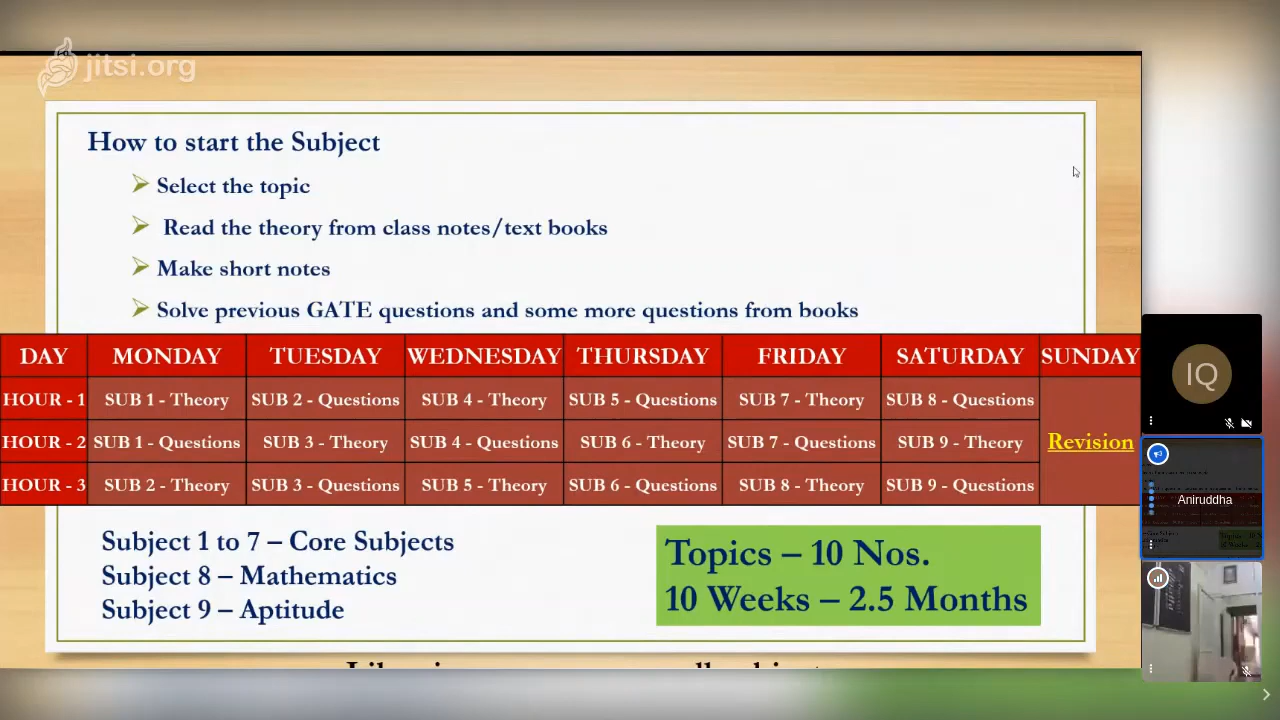 jitsi.org
How to start the Subject
Select the topic
Read the theory from class notes/text books
Make short notes
Solve previous GATE questions and some more questions from books
DAY MONDAY TUESDAY WEDNESDAY THURSDAY FRIDAY SATURDAY SUNDAY
HOUR - 1 SUB 1 - Theory SUB 2 - Questions SUB 4 - Theory SUB 5 - Questions SUB 7 - Theory SUB 8 - Questions
HOUR - 2 SUB 1 - Questions SUB 3 - Theory SUB 4 - Questions SUB 6 - Theory SUB 7 - Questions SUB 9 - Theory Revision
HOUR - 3 SUB 2 - Theory SUB 3 - Questions SUB 5 - Theory SUB 6 - Questions SUB 8 - Theory SUB 9 - Questions
Subject 1 to 7 – Core Subjects
Subject 8 – Mathematics
Subject 9 – Aptitude
Topics – 10 Nos.
10 Weeks – 2.5 Months
IQ
Aniruddha